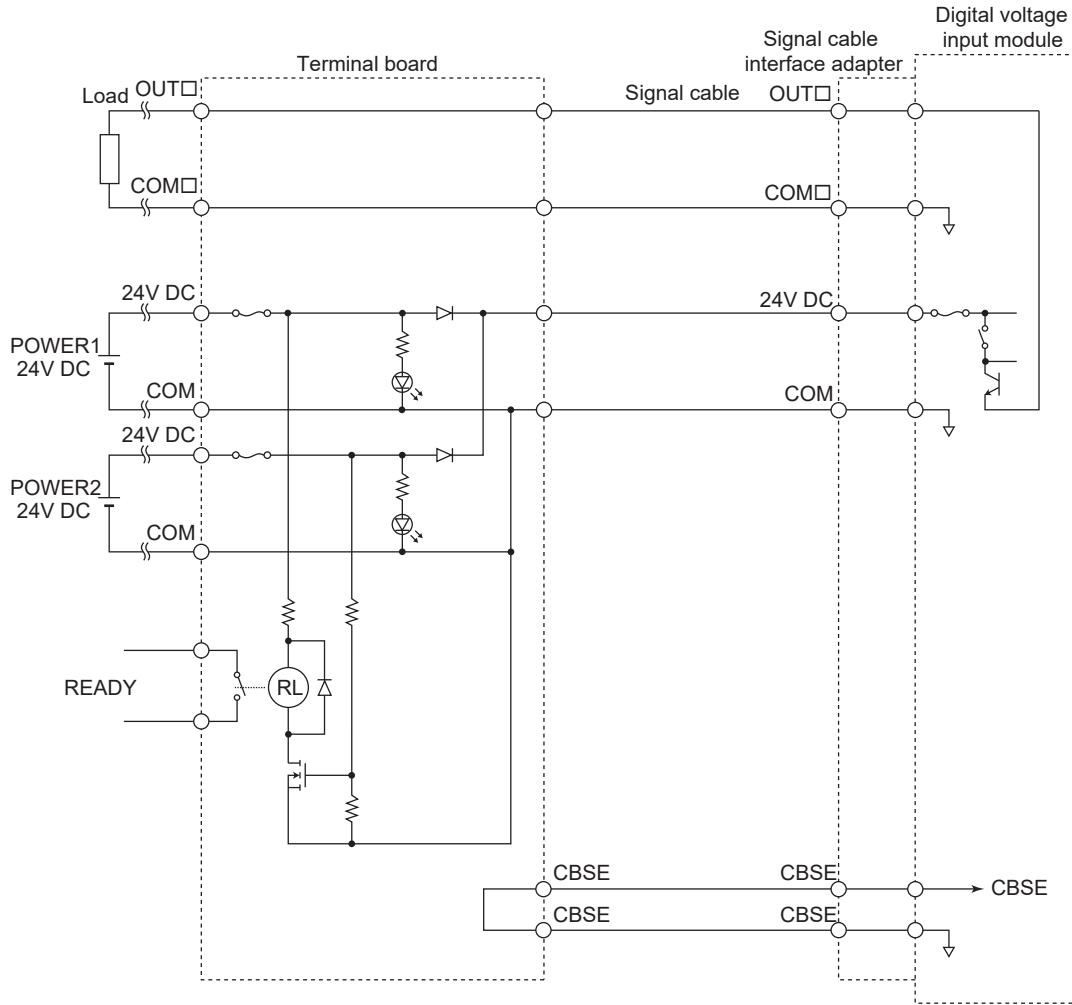 Digital voltage
input module
Signal cable
interface adapter
Terminal board
Load
OUT□
Signal cable
OUT□
COM□
COM□
24V DC
24V DC
POWER1
24V DC
COM
COM
24V DC
POWER2
24V DC
COM
READY
RL
CBSE
CBSE
CBSE
CBSE
CBSE